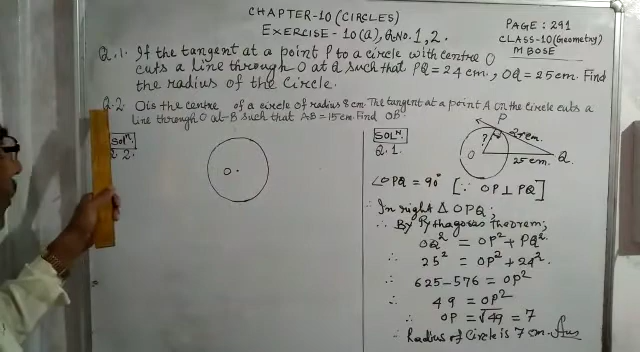 CHAPTER-10 (CIRCLES)
EXERCISE - 10(a), Q.No. 1, 2.
PAGE : 291
CLASS-10 (Geometry)
MBOSE
Q.1. If the tangent at a point P to a circle with centre O
cuts a line through O at Q such that PQ = 24 cm., OQ = 25 cm. Find
the radius of the circle.
Q.2. O is the centre of a circle of radius 8 cm. The tangent at a point A on the circle cuts a
line through O at B such that AB = 15 cm. Find OB.
Solⁿ.
Q.2.
O
Solⁿ.
Q.1.
P
?
24cm.
O
25 cm.
Q
∠OPQ = 90° [∵ OP ⊥ PQ]
∴ In right Δ OPQ;
∴ By Pythagoras Theorem;
OQ² = OP² + PQ².
∴ 25² = OP² + 24².
∴ 625-576 = OP²
∴ 49 = OP²
∴ OP = √49 = 7
∴ Radius of Circle is 7 cm. Ans